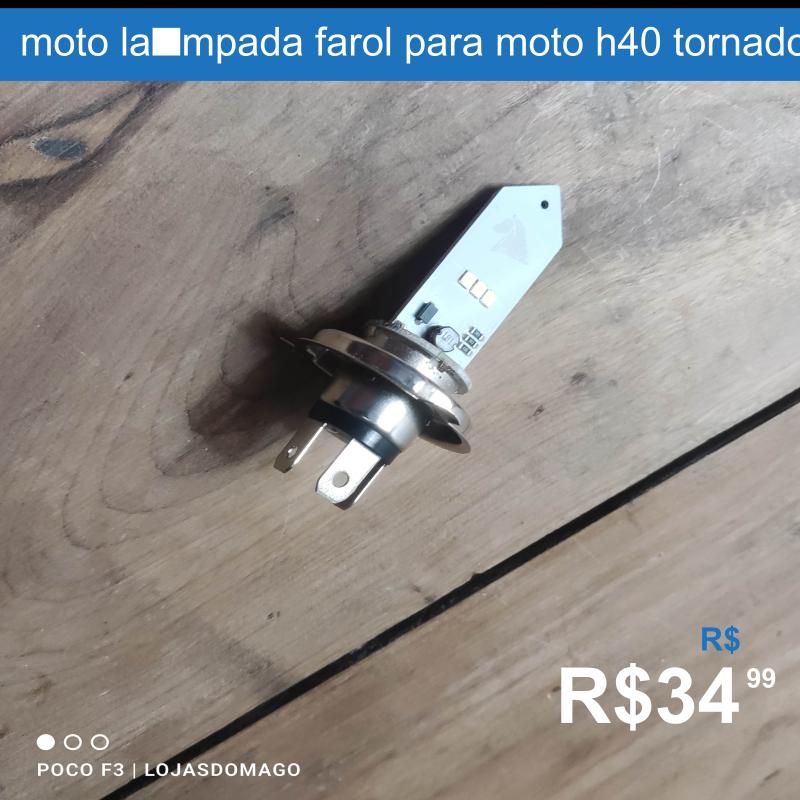 moto la■mpada farol para moto h40 tornado
R$
R$34 99
POCO F3 | LOJASDOMAGO